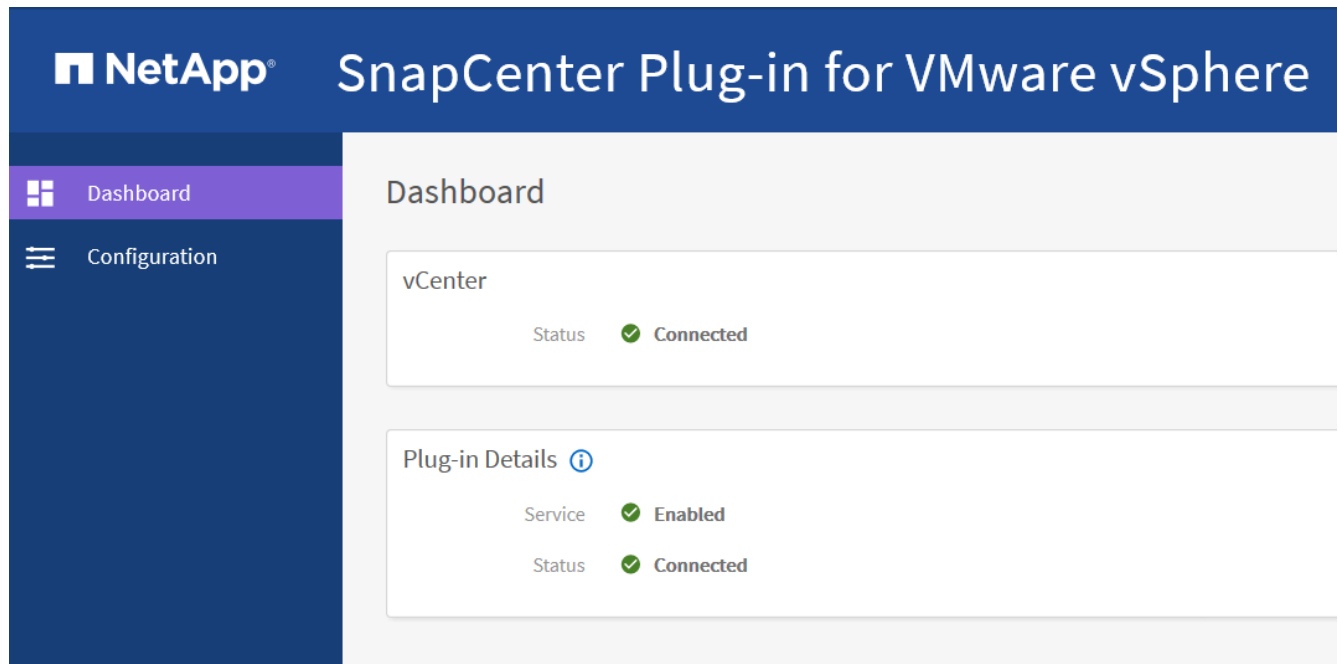 NetApp® SnapCenter Plug-in for VMware vSphere
Dashboard
Configuration
Dashboard
vCenter
Status Connected
Plug-in Details
Service Enabled
Status Connected